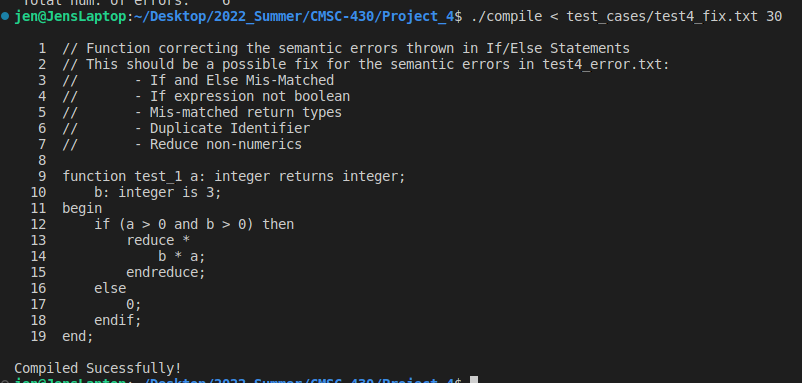 Total num. of errors: 6
jen@JensLaptop:~/Desktop/2022_Summer/CMSC-430/Project_4$ ./compile < test_cases/test4_fix.txt 30
1 // Function correcting the semantic errors thrown in If/Else Statements
2 // This should be a possible fix for the semantic errors in test4_error.txt:
3 // - If and Else Mis-Matched
4 // - If expression not boolean
5 // - Mis-matched return types
6 // - Duplicate Identifier
7 // - Reduce non-numerics
8
9 function test_1 a: integer returns integer;
10 b: integer is 3;
11 begin
12 if (a > 0 and b > 0) then
13 reduce *
14 b * a;
15 endreduce;
16 else
17 0;
18 endif;
19 end;
Compiled Sucessfully!
jen@JensLaptop:~/Desktop/2022_Summer/CMSC-430/Project_4$